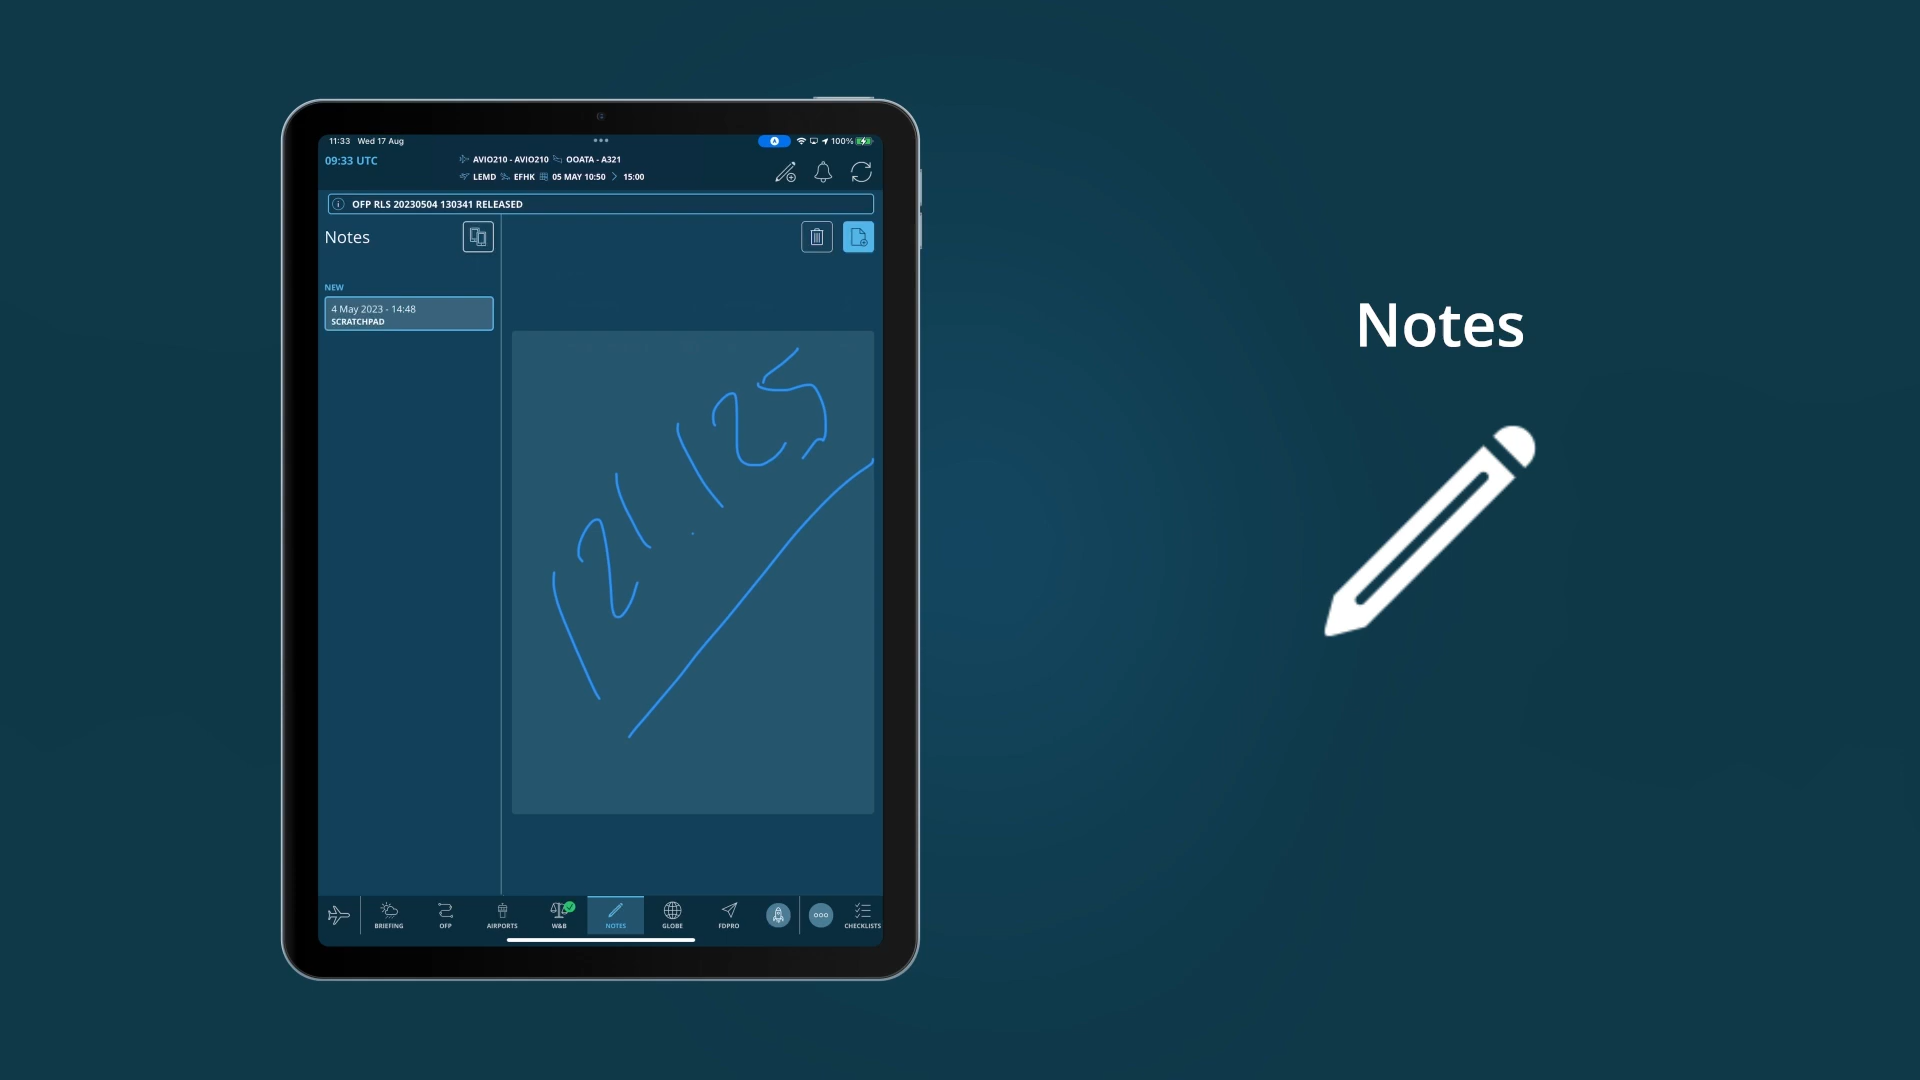 11:33 Wed 17 Aug
100%
09:33 UTC
AVIO210 - AVIO210 OOATA - A321
LEMD EFHK 05 MAY 10:50 > 15:00
OFP RLS 20230504 130341 RELEASED
Notes
NEW
4 May 2023 - 14:48
SCRATCHPAD
121.125
BRIEFING
OFP
AIRPORTS
W&B
NOTES
GLOBE
FDPRO
CHECKLISTS
Notes